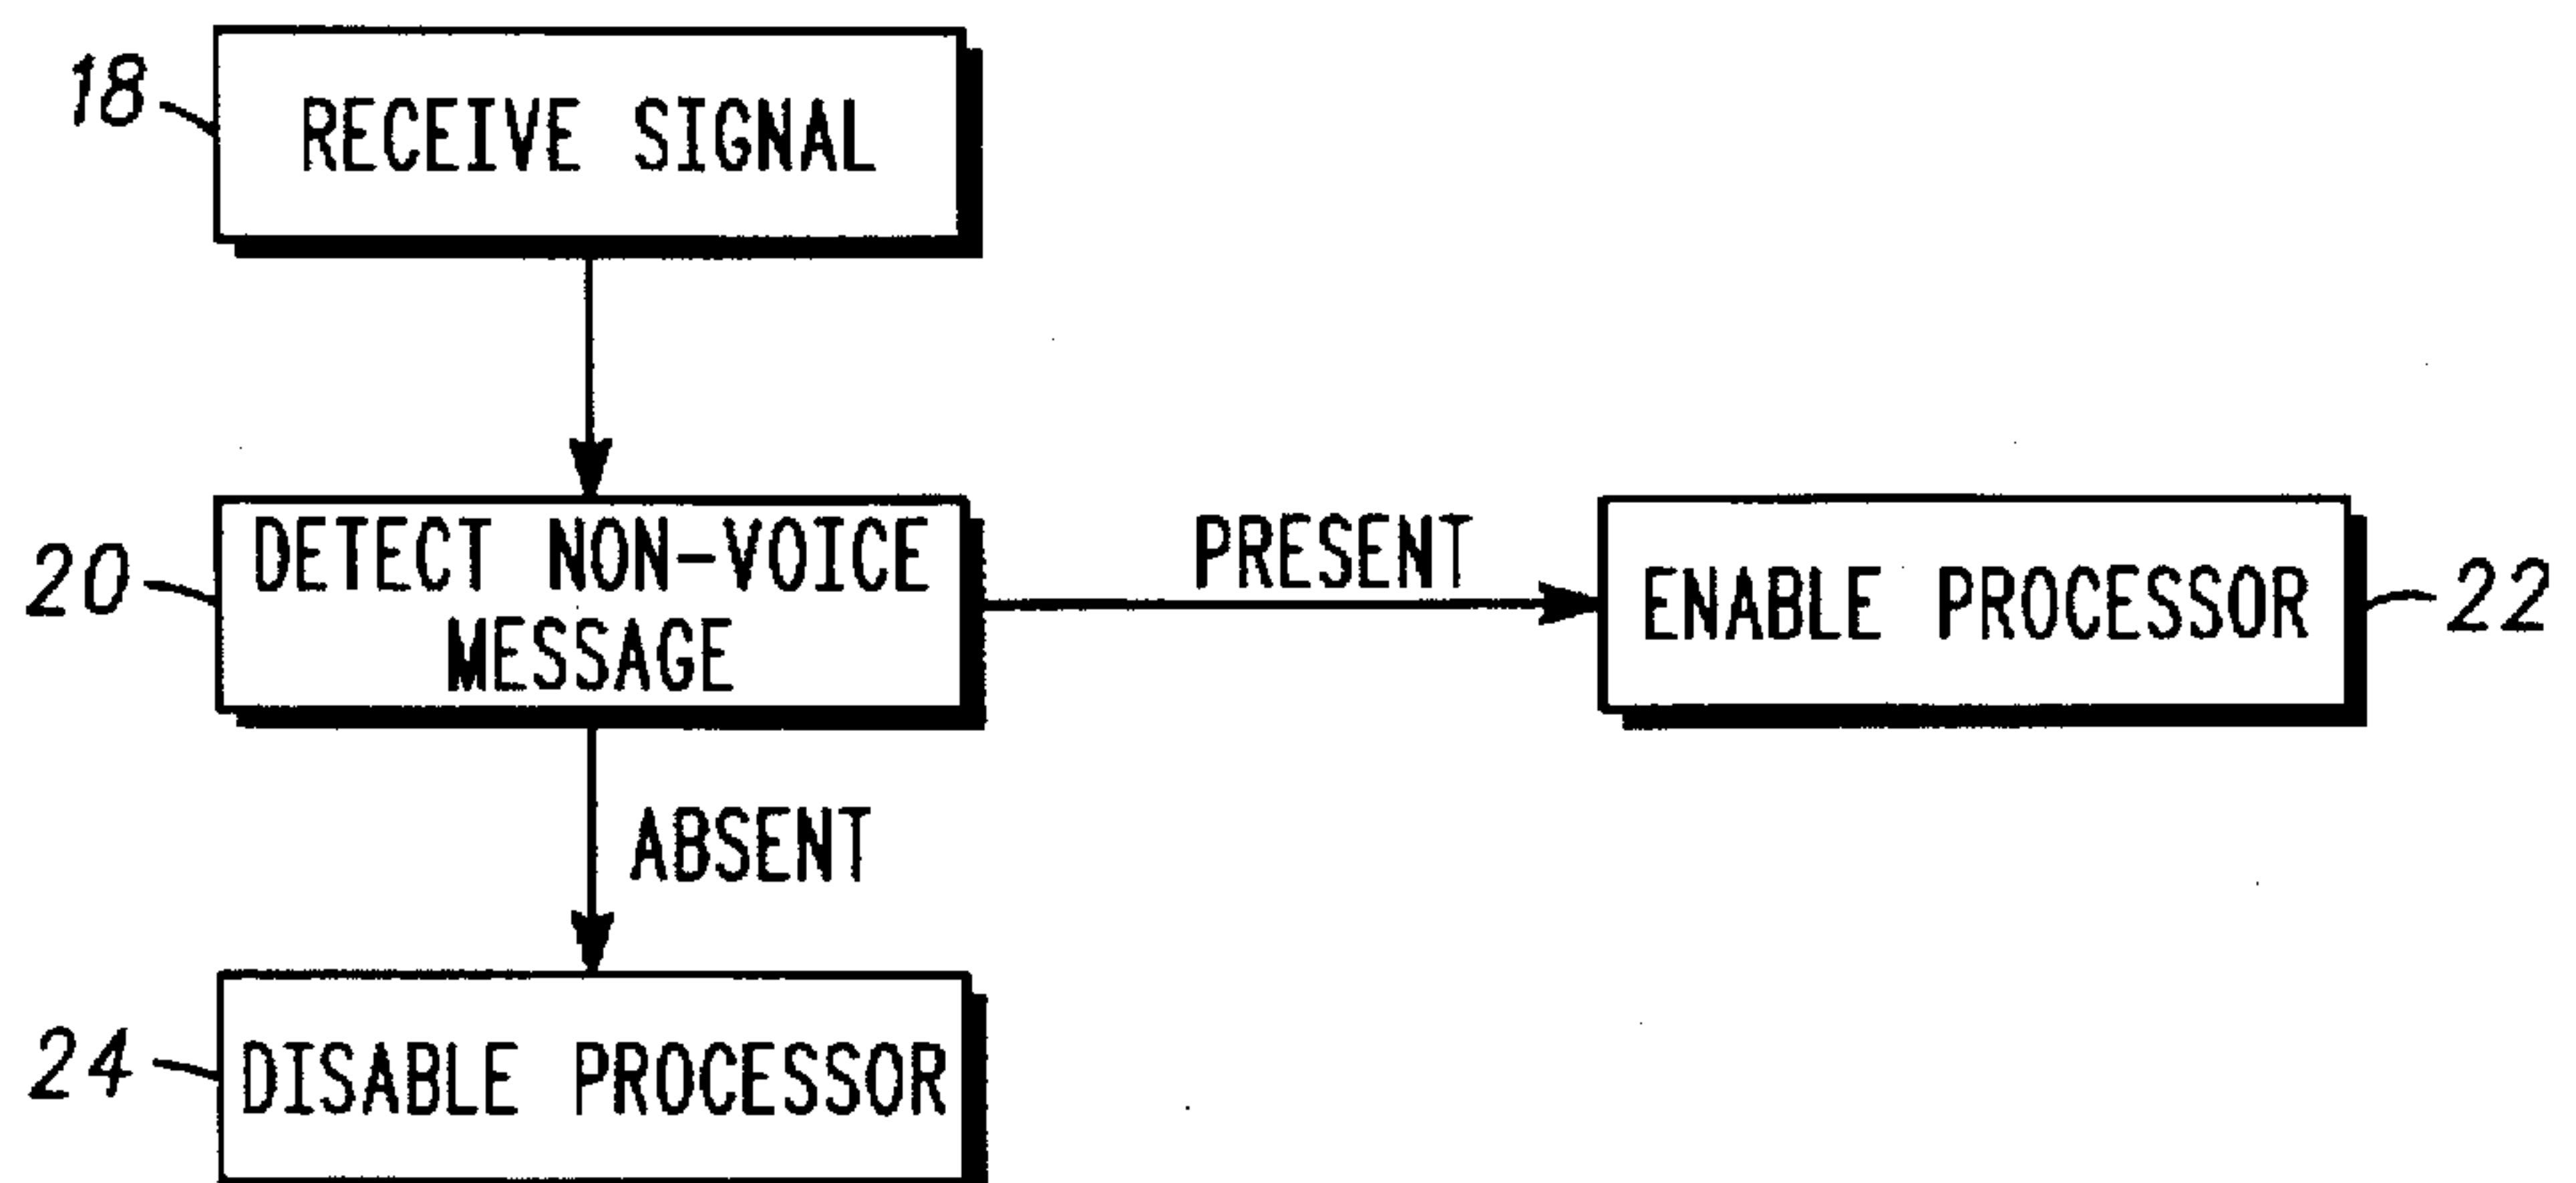 18
RECEIVE SIGNAL
20
DETECT NON-VOICE
MESSAGE
PRESENT
ENABLE PROCESSOR
22
ABSENT
24
DISABLE PROCESSOR